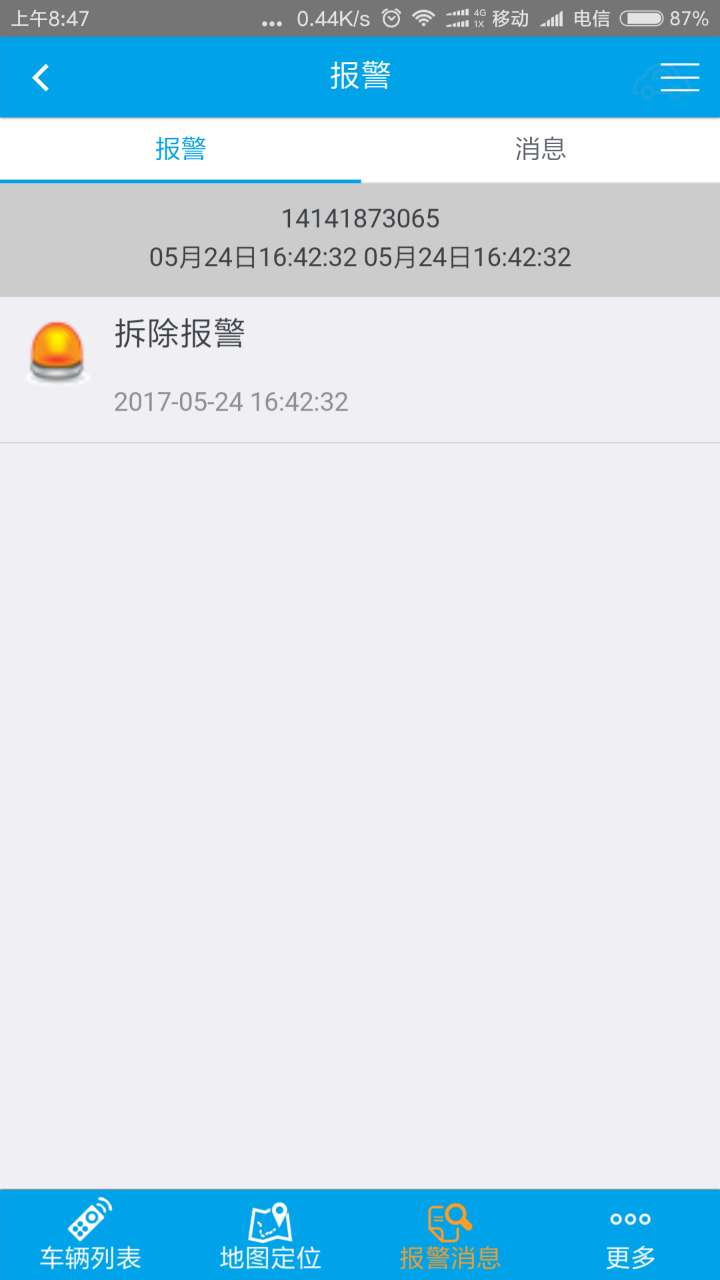 上午8:47 ... 0.44K/s 4G 1X 移动 电信 87%
报警
报警 消息
14141873065
05月24日16:42:32 05月24日16:42:32
拆除报警
2017-05-24 16:42:32
车辆列表 地图定位 报警消息 更多